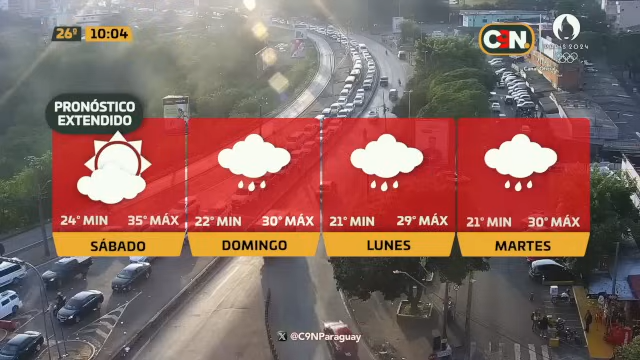 26° 10:04
C9N
PARIS 2024
PRONÓSTICO
EXTENDIDO
24° MIN 35° MÁX
22° MIN 30° MÁX
21° MIN 29° MÁX
21° MIN 30° MÁX
SÁBADO
DOMINGO
LUNES
MARTES
@C9NParaguay